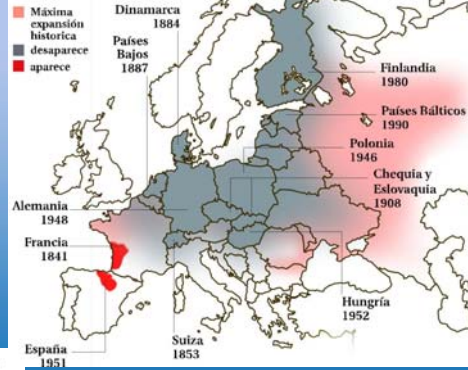 Máxima
expansión
historica
desaparece
aparece
Dinamarca
1884
Países
Bajos
1887
Finlandia
1980
Países Bálticos
1990
Polonia
1946
Chequia y
Eslovaquia
1908
Alemania
1948
Francia
1841
Hungría
1952
Suiza
1853
España
1951